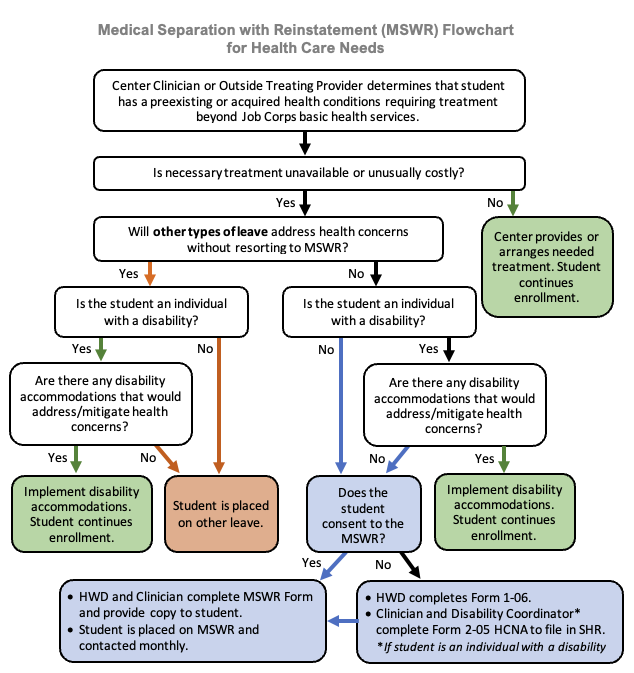 Medical Separation with Reinstatement (MSWR) Flowchart
for Health Care Needs
Center Clinician or Outside Treating Provider determines that student
has a preexisting or acquired health conditions requiring treatment
beyond Job Corps basic health services.
Is necessary treatment unavailable or unusually costly?
Yes
No
Will other types of leave address health concerns
without resorting to MSWR?
Center provides or
arranges needed
treatment. Student
continues
enrollment.
Yes
No
Is the student an individual
with a disability?
Is the student an individual
with a disability?
Yes
No
No
Yes
Are there any disability
accommodations that would
address/mitigate health
concerns?
Are there any disability
accommodations that would
address/mitigate health
concerns?
Yes
No
No
Yes
Implement disability
accommodations.
Student continues
enrollment.
Student is placed
on other leave.
Does the
student
consent to the
MSWR?
Implement disability
accommodations.
Student continues
enrollment.
Yes
No
• HWD and Clinician complete MSWR Form
and provide copy to student.
• Student is placed on MSWR and
contacted monthly.
• HWD completes Form 1-06.
• Clinician and Disability Coordinator*
complete Form 2-05 HCNA to file in SHR.
*If student is an individual with a disability